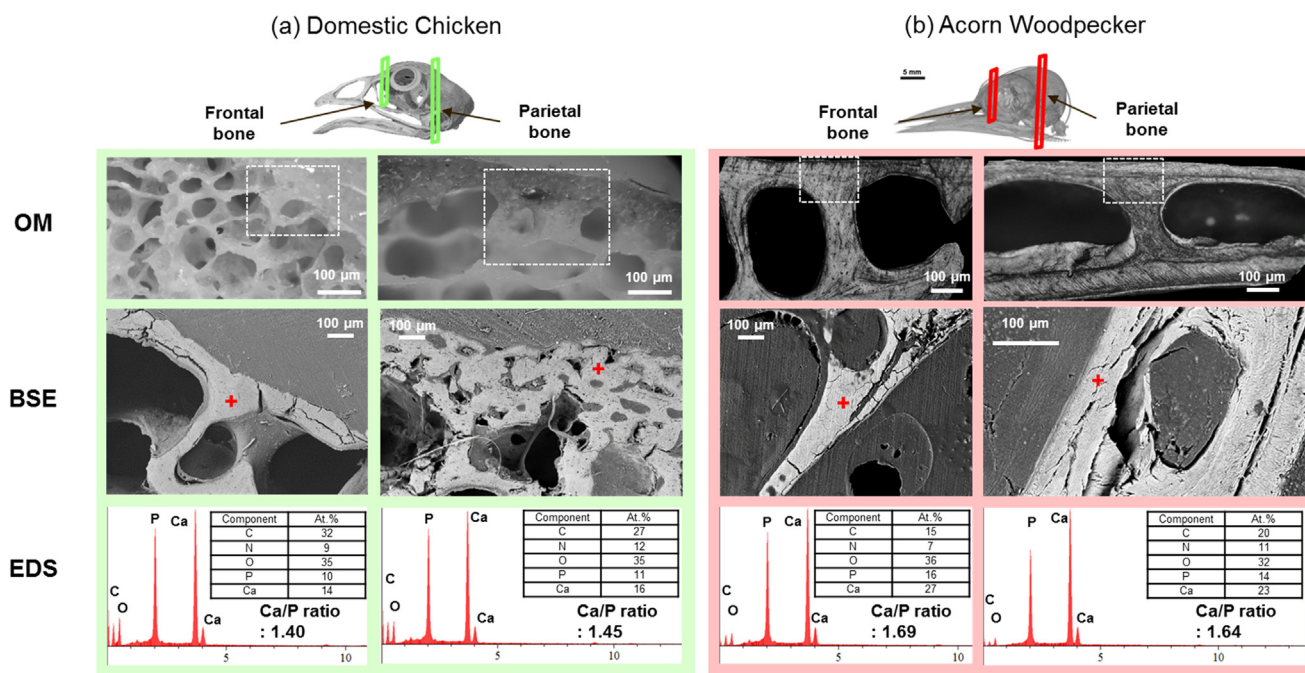 (a) Domestic Chicken
(b) Acorn Woodpecker
Frontal bone
Parietal bone
5 mm
Frontal bone
Parietal bone
OM
100 µm
100 µm
100 µm
100 µm
BSE
100 µm
100 µm
100 µm
100 µm
EDS
C
O
P
Ca
Ca
Component At.%
C 32
N 9
O 35
P 10
Ca 14
Ca/P ratio
: 1.40
5
10
C
O
P
Ca
Ca
Component At.%
C 27
N 12
O 35
P 11
Ca 16
Ca/P ratio
: 1.45
5
10
C
O
P
Ca
Ca
Component At.%
C 15
N 7
O 36
P 16
Ca 27
Ca/P ratio
: 1.69
5
10
C
O
P
Ca
Ca
Component At.%
C 20
N 11
O 32
P 14
Ca 23
Ca/P ratio
: 1.64
5
10